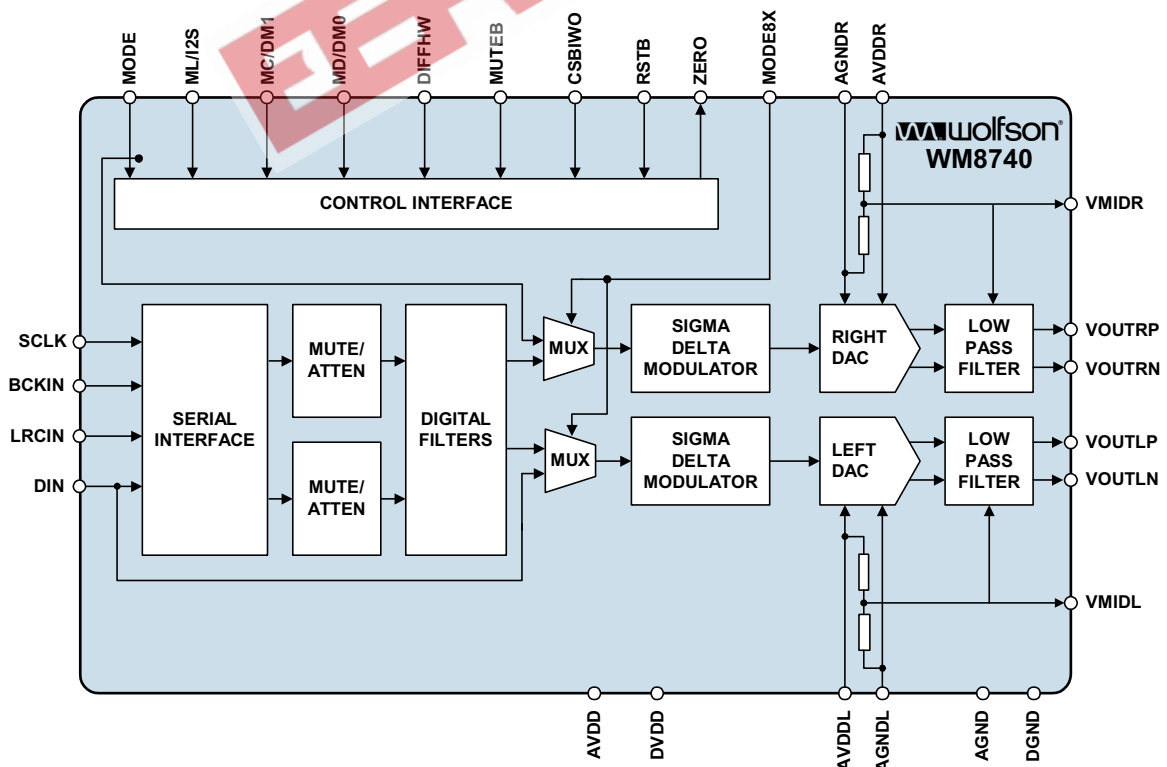 MODE
ML/I2S
MC/DM1
MD/DM0
DIFFHW
MUTEB
CSBIWO
RSTB
ZERO
MODE8X
AGNDR
AVDDR
wolfson
WM8740
CONTROL INTERFACE
VMIDR
SCLK
BCKIN
LRCIN
DIN
SERIAL
INTERFACE
MUTE/
ATTEN
MUTE/
ATTEN
DIGITAL
FILTERS
MUX
MUX
SIGMA
DELTA
MODULATOR
SIGMA
DELTA
MODULATOR
RIGHT
DAC
LEFT
DAC
LOW
PASS
FILTER
LOW
PASS
FILTER
VOUTRP
VOUTRN
VOUTLP
VOUTLN
VMIDL
AVDD
DVDD
AVDDL
AGNDL
AGND
DGND